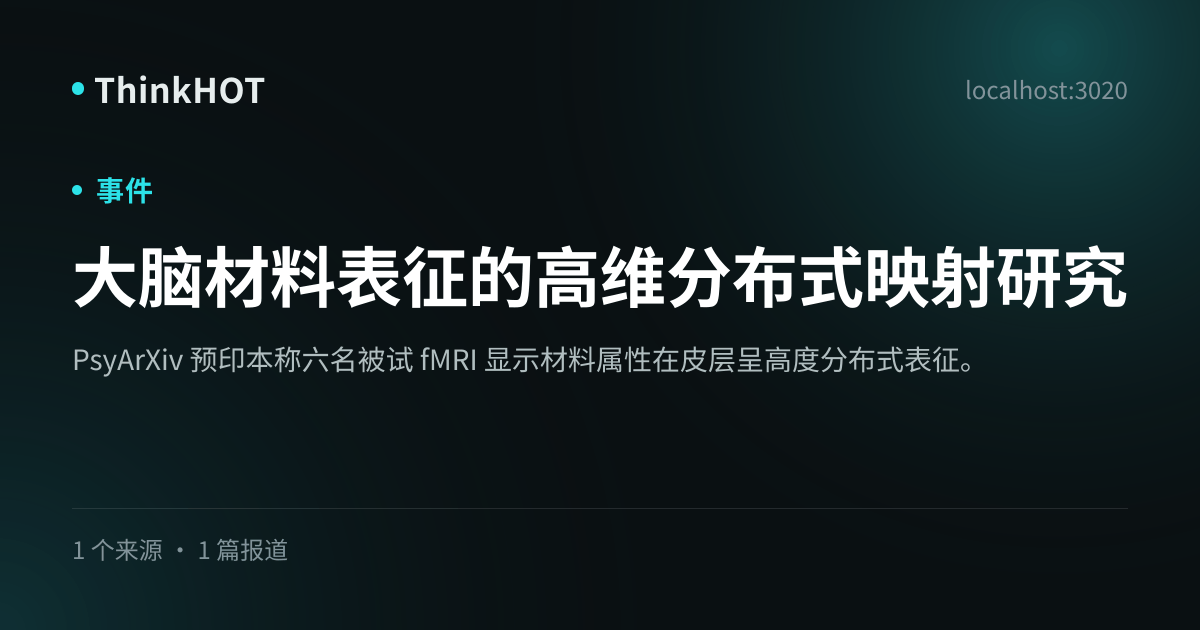 ThinkHOT
localhost:3020
事件
大脑材料表征的高维分布式映射研究
PsyArXiv 预印本称六名被试 fMRI 显示材料属性在皮层呈高度分布式表征。
1 个来源 · 1 篇报道